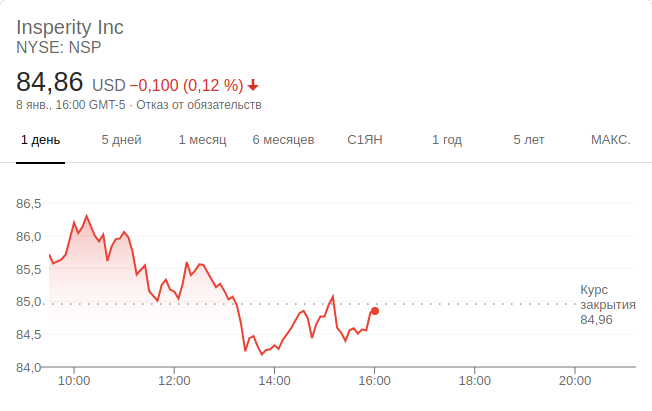 Insperity Inc
NYSE: NSP
84,86 USD −0,100 (0,12 %)
8 янв., 16:00 GMT-5 · Отказ от обязательств
1 день 5 дней 1 месяц 6 месяцев С1ЯН 1 год 5 лет МАКС.
86,5
86,0
85,5
85,0
84,5
84,0
Курс
закрытия
84,96
10:00 12:00 14:00 16:00 18:00 20:00